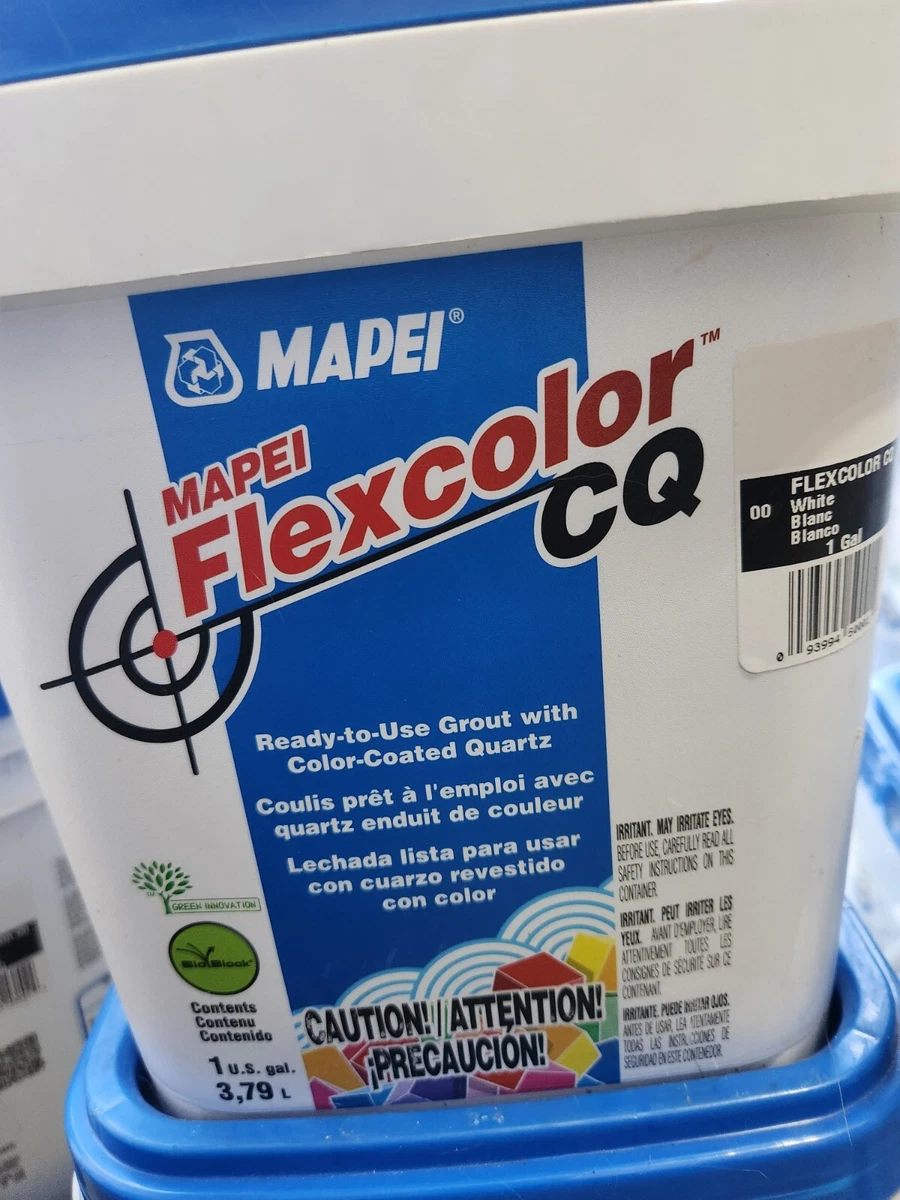 MAPEI®
MAPEI
Flexcolor™
CQ
FLEXCOLOR
00 White
Blanc
Blanco
1 Gal
0 93994
Ready-to-Use Grout with
Color-Coated Quartz
Coulis prêt à l'emploi avec
quartz enduit de couleur
Lechada lista para usar
con cuarzo revestido
con color
IRRITANT. MAY IRRITATE EYES.
BEFORE USE, CAREFULLY READ ALL
SAFETY INSTRUCTIONS ON THIS
CONTAINER.
IRRITANT. PEUT IRRITER LES
YEUX. AVANT D'EMPLOYER, LIRE
ATTENTIVEMENT TOUTES LES
CONSIGNES DE SÉCURITÉ SUR CE
CONTENANT.
IRRITANTE. PUEDE IRRITAR OJOS.
ANTES DE USAR, LEA ATENTAMENTE
TODAS LAS INSTRUCCIONES DE
SEGURIDAD EN ESTE CONTENEDOR.
GREEN INNOVATION
BioBlock®
Contents
Contenu
Contenido
1 U.S. gal.
3,79 L
CAUTION! ATTENTION!
¡PRECAUCIÓN!